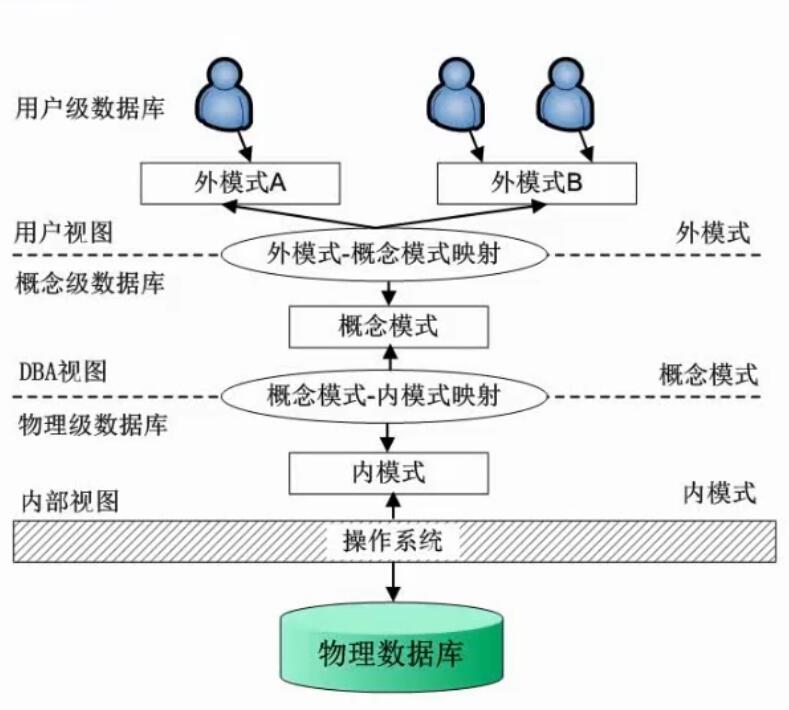 用户级数据库
外模式A
外模式B
用户视图
外模式-概念模式映射
外模式
概念级数据库
概念模式
DBA视图
概念模式-内模式映射
概念模式
物理级数据库
内模式
内部视图
内模式
操作系统
物理数据库